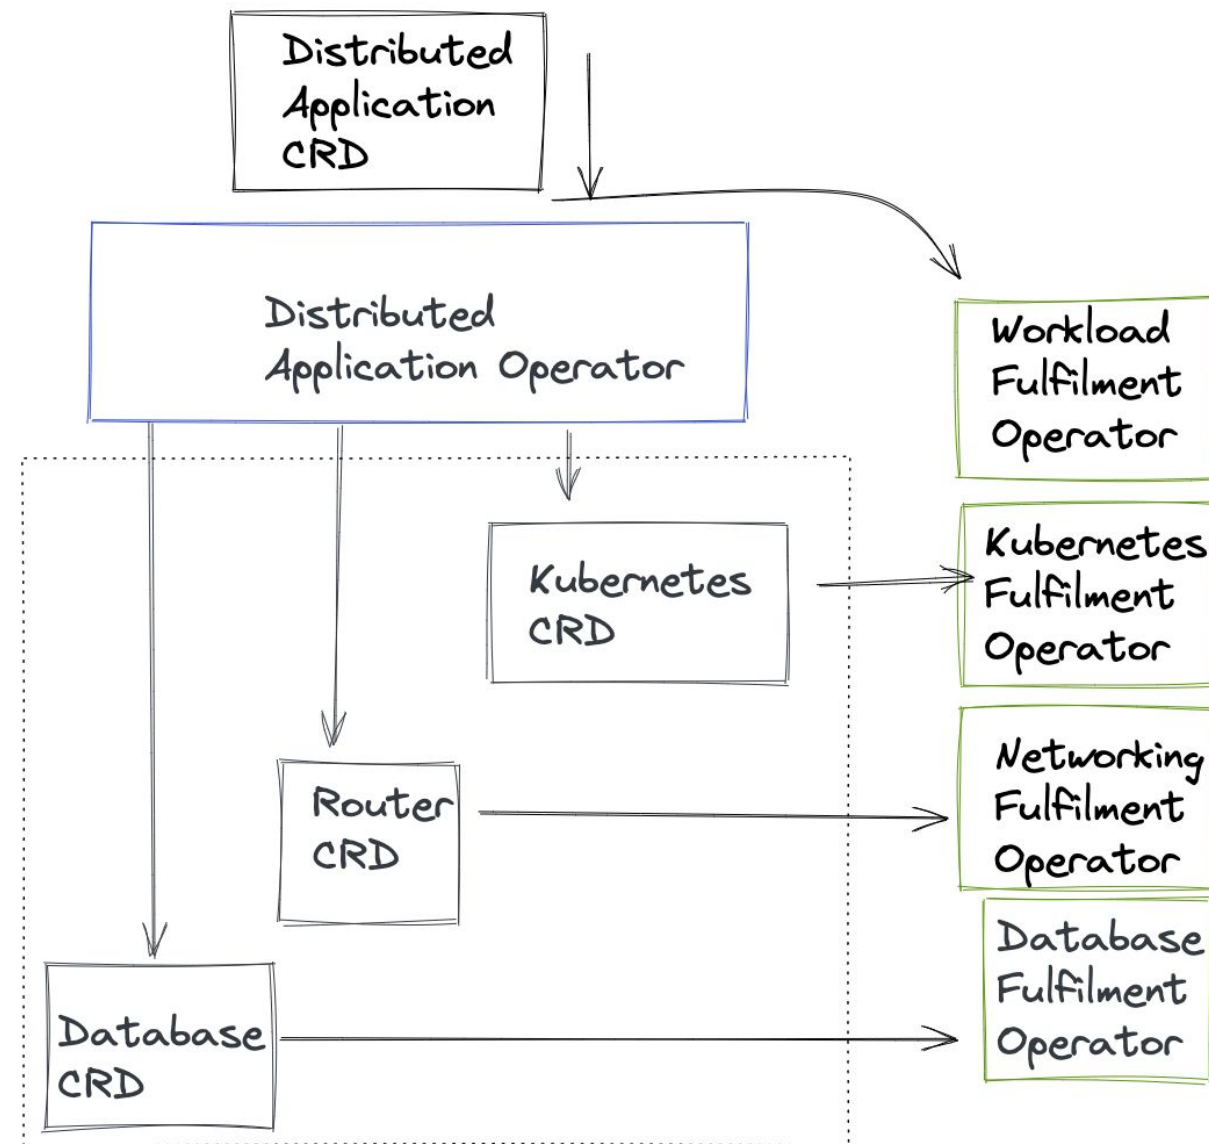 Distributed
Application
CRD
Distributed
Application Operator
Workload
Fulfilment
Operator
Kubernetes
CRD
Kubernetes
Fulfilment
Operator
Router
CRD
Networking
Fulfilment
Operator
Database
CRD
Database
Fulfilment
Operator